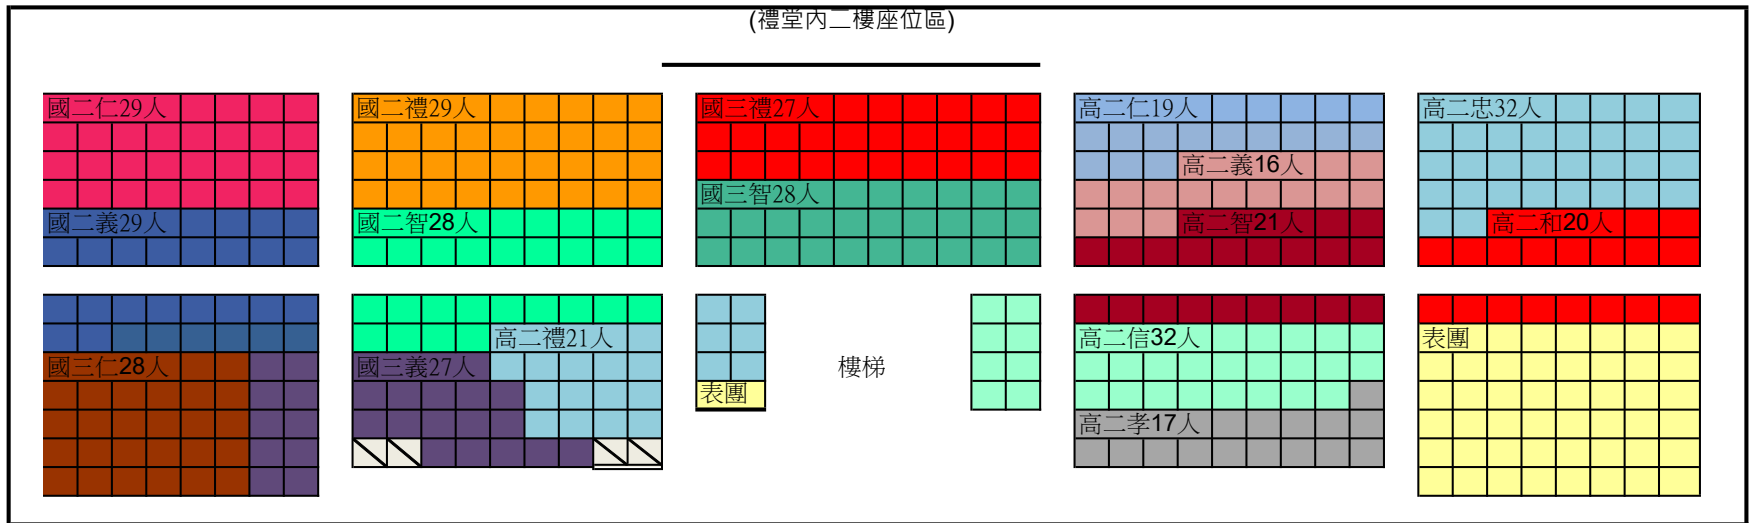 (禮堂內二樓座位區)
國二仁29人
國二禮29人
國三禮27人
高二仁19人
高二忠32人
高二義16人
國三智28人
國二義29人
國二智28人
高二智21人
高二和20人
高二禮21人
高二信32人
表團
國三仁28人
國三義27人
樓梯
表團
高二孝17人